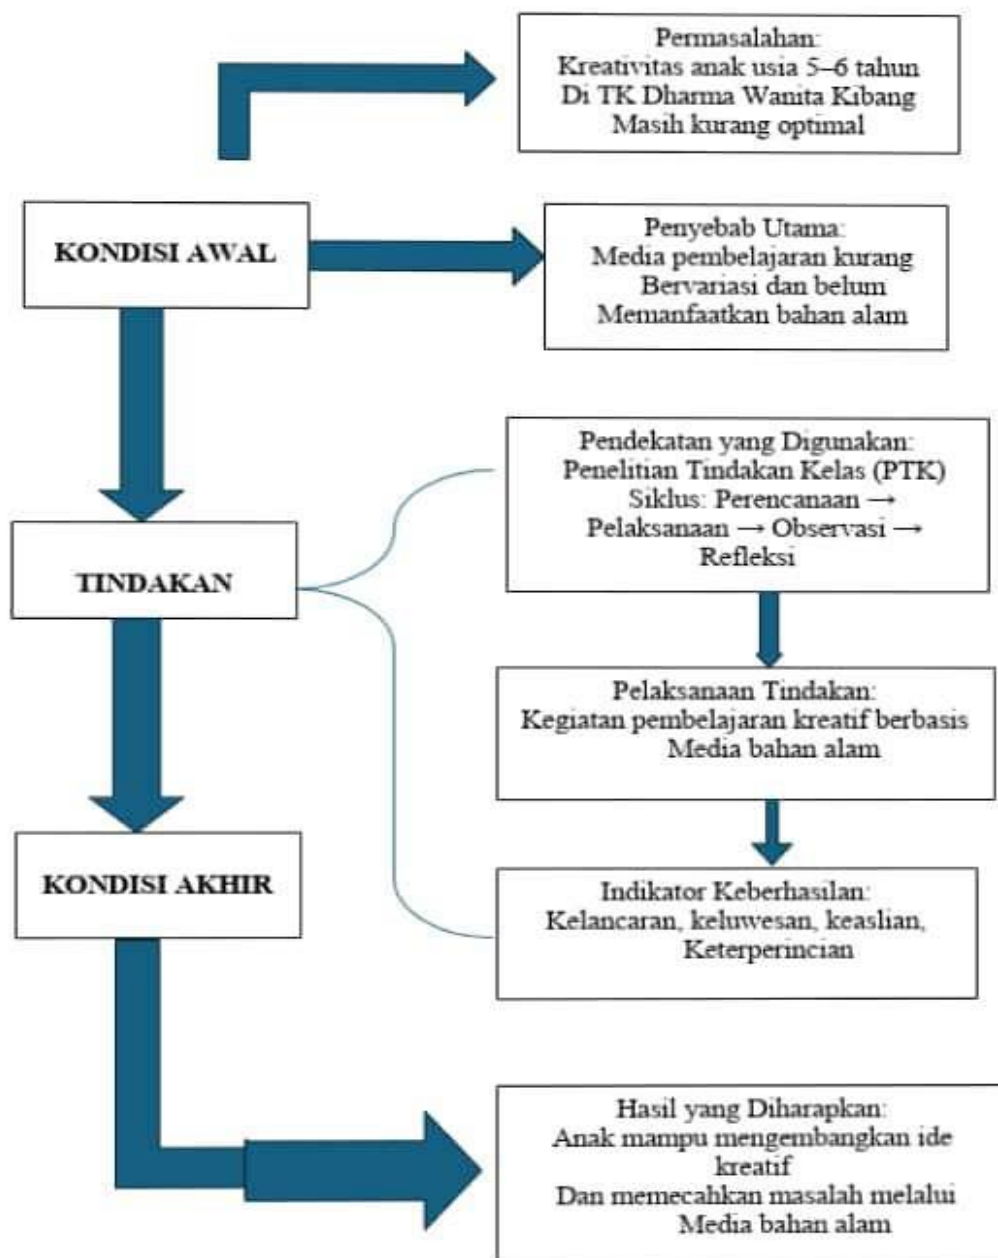 Permasalahan:
Kreativitas anak usia 5–6 tahun
Di TK Dharma Wanita Kibang
Masih kurang optimal
KONDISI AWAL
Penyebab Utama:
Media pembelajaran kurang
Bervariasi dan belum
Memanfaatkan bahan alam
TINDAKAN
Pendekatan yang Digunakan:
Penelitian Tindakan Kelas (PTK)
Siklus: Perencanaan →
Pelaksanaan → Observasi →
Refleksi
Pelaksanaan Tindakan:
Kegiatan pembelajaran kreatif berbasis
Media bahan alam
KONDISI AKHIR
Indikator Keberhasilan:
Kelancaran, keluwesan, keaslian,
Keterperincian
Hasil yang Diharapkan:
Anak mampu mengembangkan ide
kreatif
Dan memecahkan masalah melalui
Media bahan alam